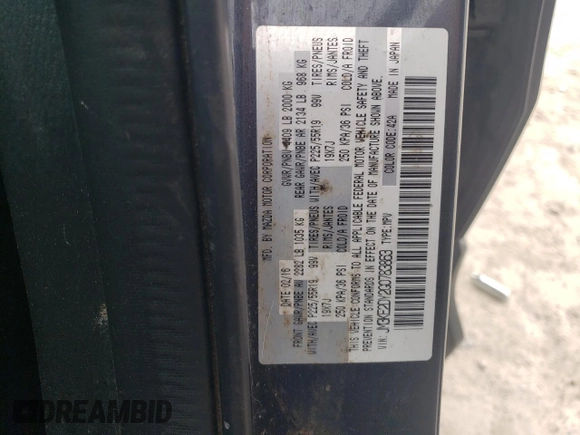 MFD. BY MAZDA MOTOR CORPORATION
DATE: 02/16 GVWR/PNBV 4409 LB 2000 KG
FRONT GAWR/PNBE AV 2282 LB 1035 KG REAR GAWR/PNBE AR 2134 LB 968 KG
WITH/AVEC P225/55R19 99V TIRES/PNEUS WITH/AVEC P225/55R19 99V TIRES/PNEUS
19X7J RIMS/JANTES. 19X7J RIMS/JANTES.
250 KPA/36 PSI COLD/A FROID 250 KPA/36 PSI COLD/A FROID
THIS VEHICLE CONFORMS TO ALL APPLICABLE FEDERAL MOTOR VEHICLE SAFETY AND THEFT
PREVENTION STANDARDS IN EFFECT ON THE DATE OF MANUFACTURE SHOWN ABOVE.
VIN: JM3KE2DY2G0783863 TYPE:MPV COLOR CODE:42A MADE IN JAPAN
DREAMBID